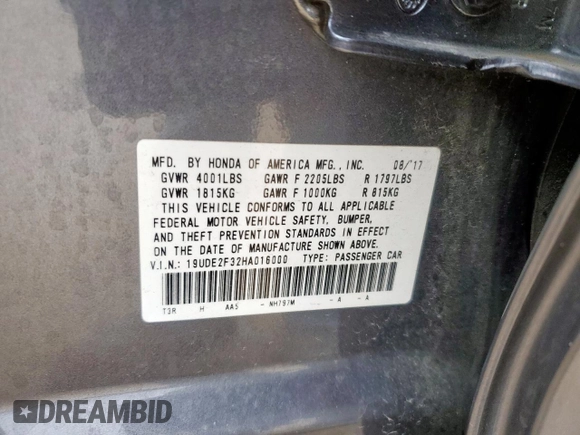 MFD. BY HONDA OF AMERICA MFG., INC. 08/'17
GVWR 4001LBS GAWR F 2205LBS R 1797LBS
GVWR 1815KG GAWR F 1000KG R 815KG
THIS VEHICLE CONFORMS TO ALL APPLICABLE
FEDERAL MOTOR VEHICLE SAFETY, BUMPER,
AND THEFT PREVENTION STANDARDS IN EFFECT
ON THE DATE OF MANUFACTURE SHOWN ABOVE.
V.I.N.: 19UDE2F32HA016000 TYPE: PASSENGER CAR
T3R H AA5 - NH797M - A - A
DREAMBID